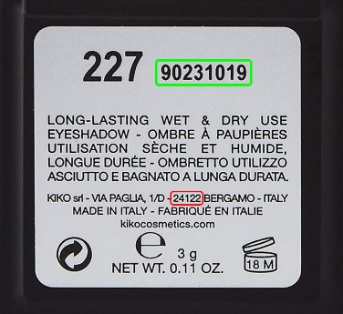 227 90231019
LONG-LASTING WET & DRY USE
EYESHADOW - OMBRE À PAUPIÈRES
UTILISATION SÈCHE ET HUMIDE,
LONGUE DURÉE - OMBRETTO UTILIZZO
ASCIUTTO E BAGNATO A LUNGA DURATA.
KIKO srl - VIA PAGLIA, 1/D - 24122 BERGAMO - ITALY
MADE IN ITALY - FABRIQUÉ EN ITALIE
kikocosmetics.com
e 3 g
18 M
NET WT. 0.11 OZ.